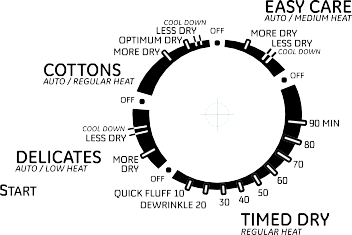 EASY CARE
AUTO / MEDIUM HEAT
COOL DOWN
LESS DRY
OPTIMUM DRY
MORE DRY
OFF
MORE DRY
LESS DRY
COOL DOWN
OFF
COTTONS
AUTO / REGULAR HEAT
OFF
COOL DOWN
LESS DRY
MORE
DRY
OFF
DELICATES
AUTO / LOW HEAT
START
90 MIN
80
70
60
50
40
30
QUICK FLUFF 10
DEWRINKLE 20
TIMED DRY
REGULAR HEAT